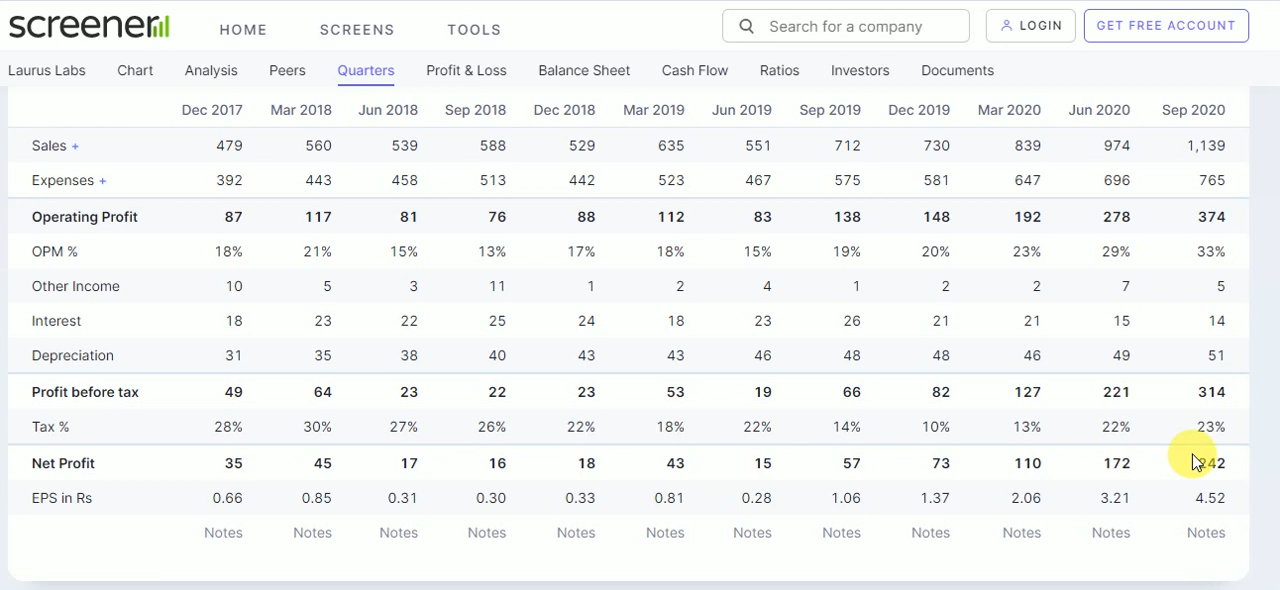 screener
HOME SCREENS TOOLS Search for a company LOGIN GET FREE ACCOUNT
Laurus Labs Chart Analysis Peers Quarters Profit & Loss Balance Sheet Cash Flow Ratios Investors Documents
Dec 2017 Mar 2018 Jun 2018 Sep 2018 Dec 2018 Mar 2019 Jun 2019 Sep 2019 Dec 2019 Mar 2020 Jun 2020 Sep 2020
Sales + 479 560 539 588 529 635 551 712 730 839 974 1,139
Expenses + 392 443 458 513 442 523 467 575 581 647 696 765
Operating Profit 87 117 81 76 88 112 83 138 148 192 278 374
OPM % 18% 21% 15% 13% 17% 18% 15% 19% 20% 23% 29% 33%
Other Income 10 5 3 11 1 2 4 1 2 2 7 5
Interest 18 23 22 25 24 18 23 26 21 21 15 14
Depreciation 31 35 38 40 43 43 46 48 48 46 49 51
Profit before tax 49 64 23 22 23 53 19 66 82 127 221 314
Tax % 28% 30% 27% 26% 22% 18% 22% 14% 10% 13% 22% 23%
Net Profit 35 45 17 16 18 43 15 57 73 110 172 242
EPS in Rs 0.66 0.85 0.31 0.30 0.33 0.81 0.28 1.06 1.37 2.06 3.21 4.52
Notes Notes Notes Notes Notes Notes Notes Notes Notes Notes Notes Notes